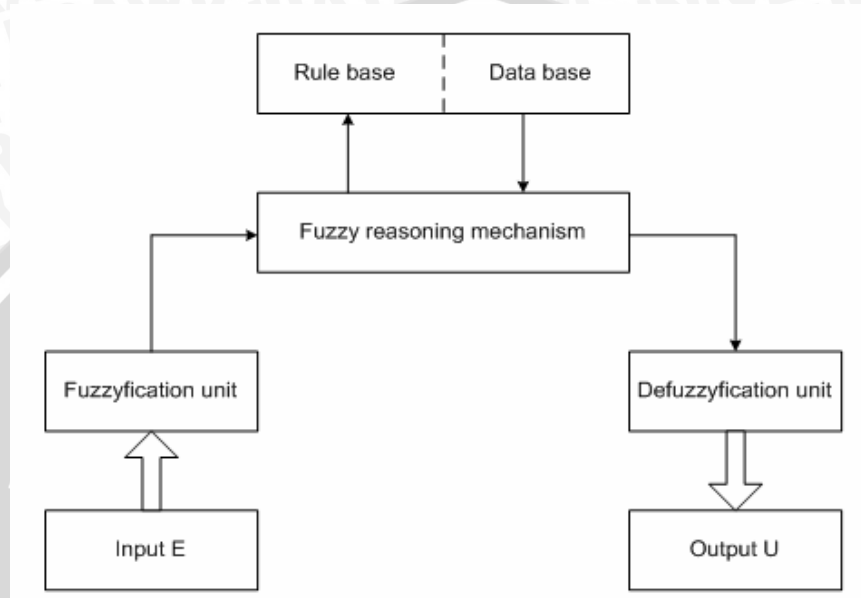 Rule base
Data base
Fuzzy reasoning mechanism
Fuzzyfication unit
Defuzzyfication unit
Input E
Output U